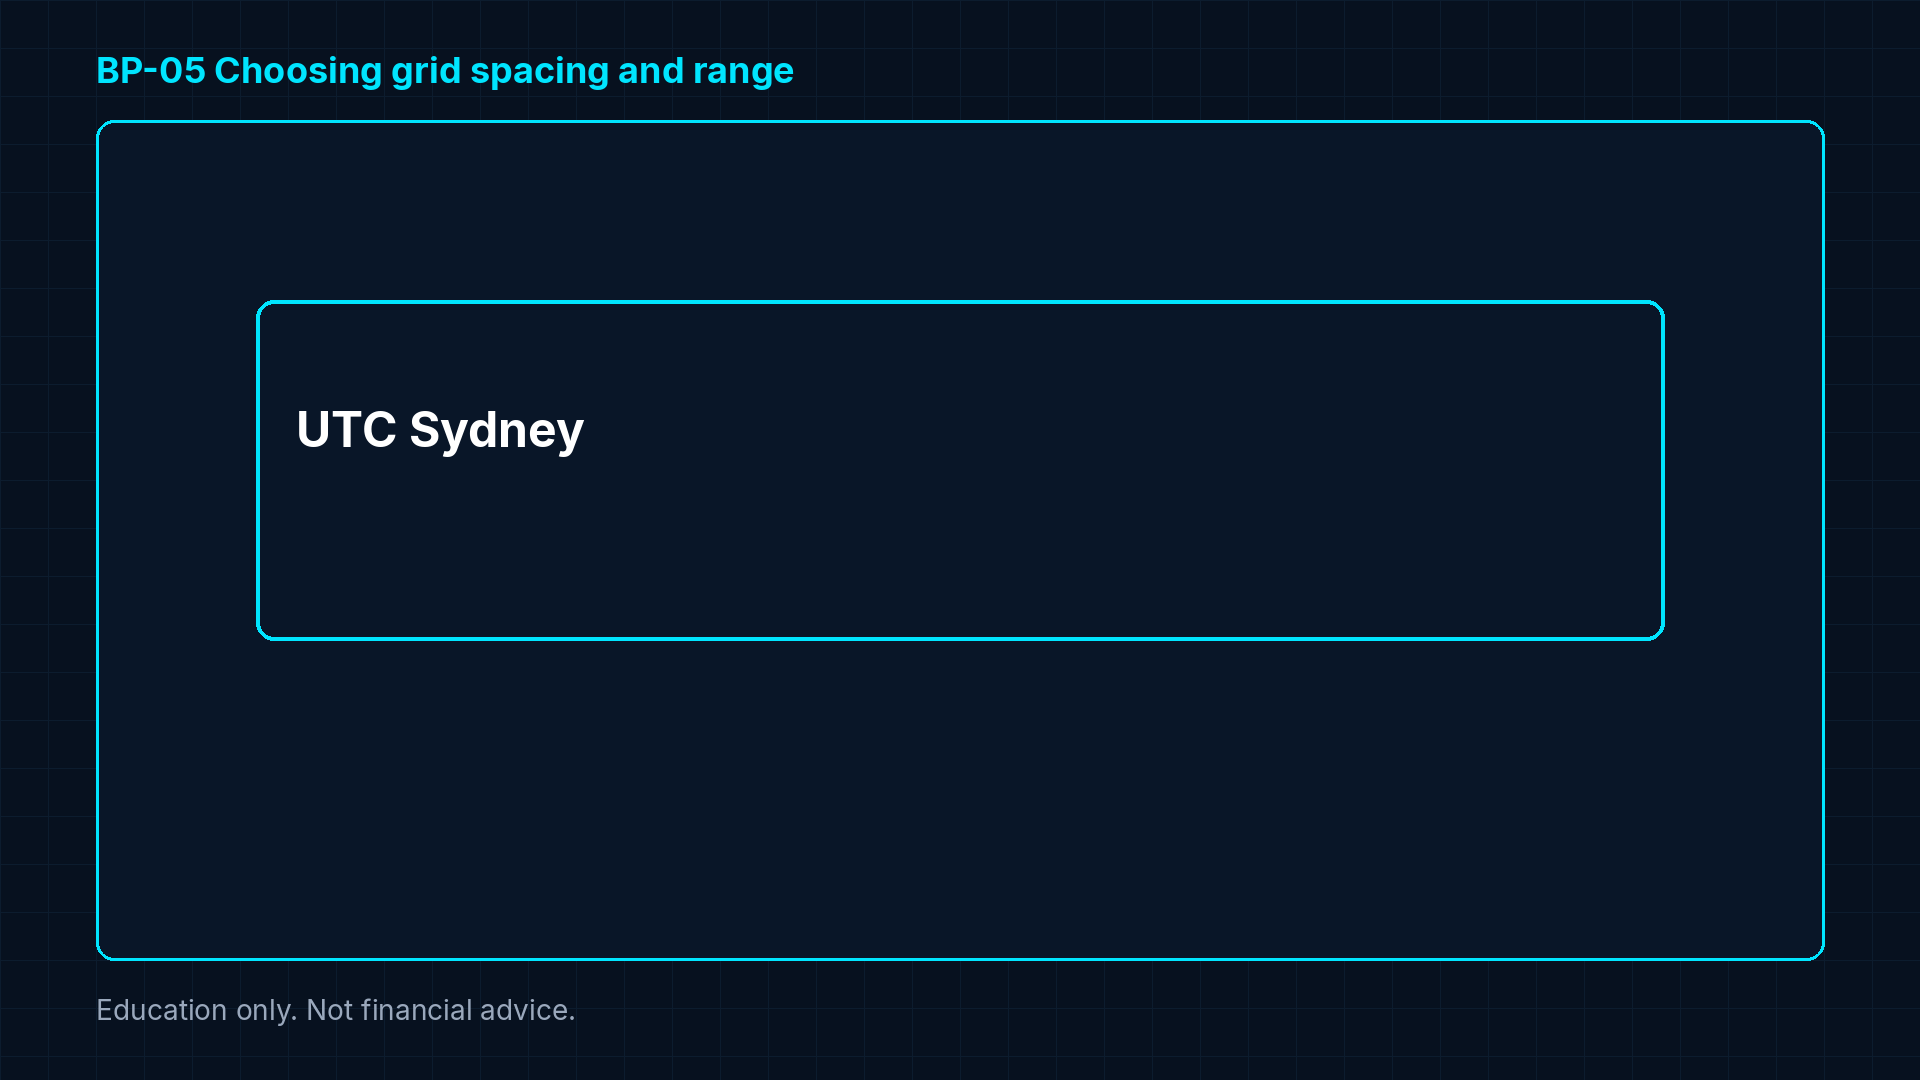 BP-05 Choosing grid spacing and range
UTC Sydney
Education only. Not financial advice.